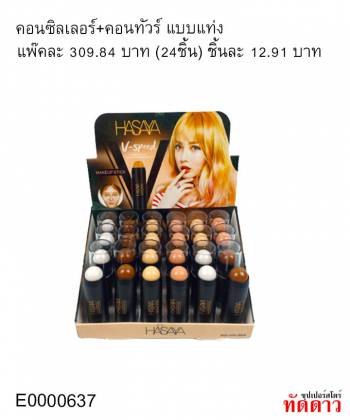 คอนซิลเลอร์+คอนทัวร์ แบบแท่ง
แพ๊คละ 309.84 บาท (24ชิ้น) ชิ้นละ 12.91 บาท
HASAYA
V-speed
MAKEUP STICK
HASAYA
E0000637
ซุปเปอร์สโตร์
ทัดดาว